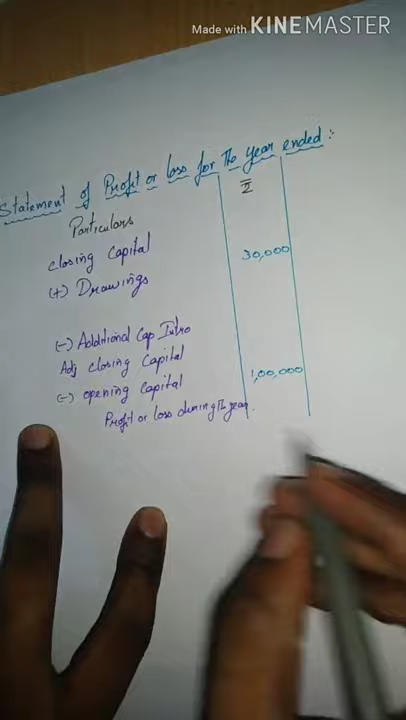 Made with KINEMASTER
Statement of Profit or loss for The year ended :
Particulars ₹
closing Capital 30,000
(+) Drawings
(-) Additional Cap Intro
Adj closing Capital
(-) opening Capital 1,00,000
Profit or loss during The year.